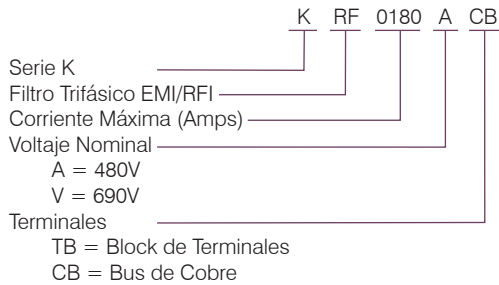 K RF 0180 A CB
Serie K
Filtro Trifásico EMI/RFI
Corriente Máxima (Amps)
Voltaje Nominal
A = 480V
V = 690V
Terminales
TB = Block de Terminales
CB = Bus de Cobre